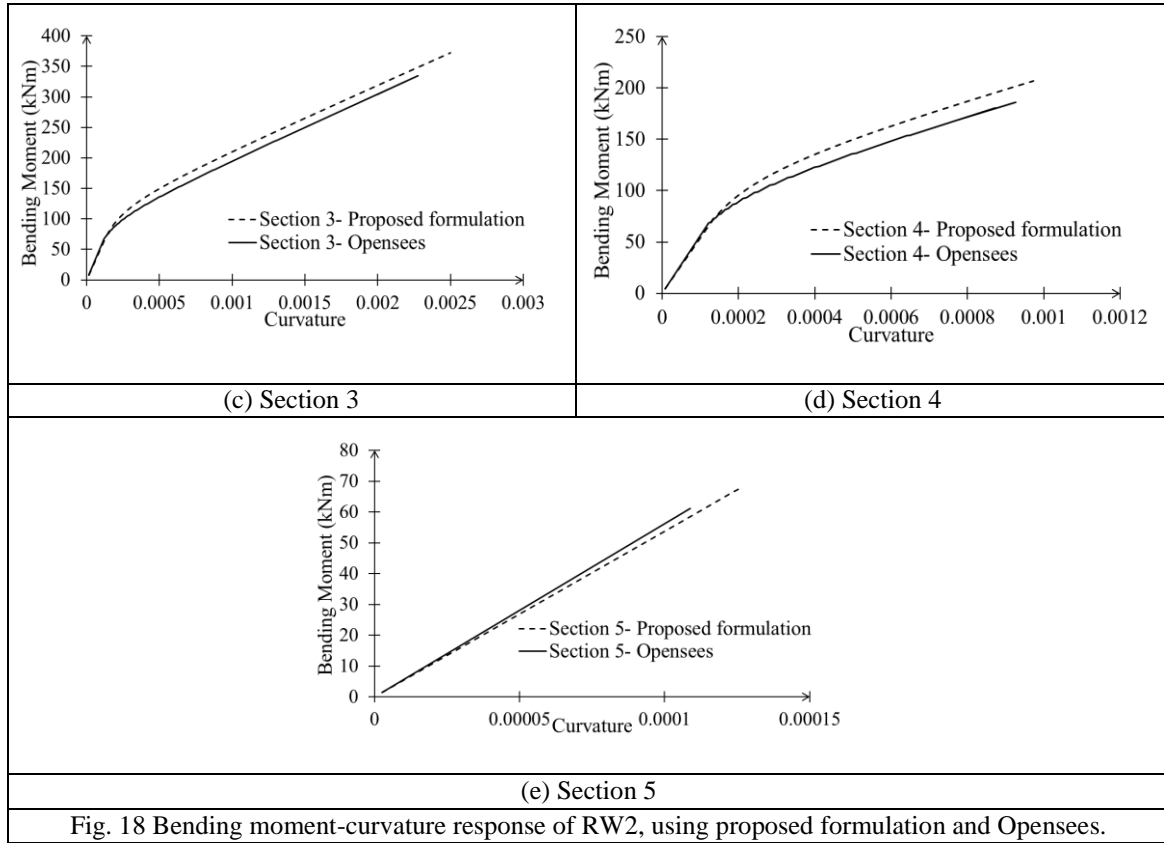 400
350
300
250
200
150
100
50
0
Bending Moment (kNm)
Section 3- Proposed formulation
Section 3- Opensees
0 0.0005 0.001 0.0015 0.002 0.0025 0.003
Curvature
(c) Section 3
250
200
150
100
50
0
Bending Moment (kNm)
Section 4- Proposed formulation
Section 4- Opensees
0 0.0002 0.0004 0.0006 0.0008 0.001 0.0012
Curvature
(d) Section 4
80
70
60
50
40
30
20
10
0
Bending Moment (kNm)
Section 5- Proposed formulation
Section 5- Opensees
0 0.00005 0.0001 0.00015
Curvature
(e) Section 5
Fig. 18 Bending moment-curvature response of RW2, using proposed formulation and Opensees.